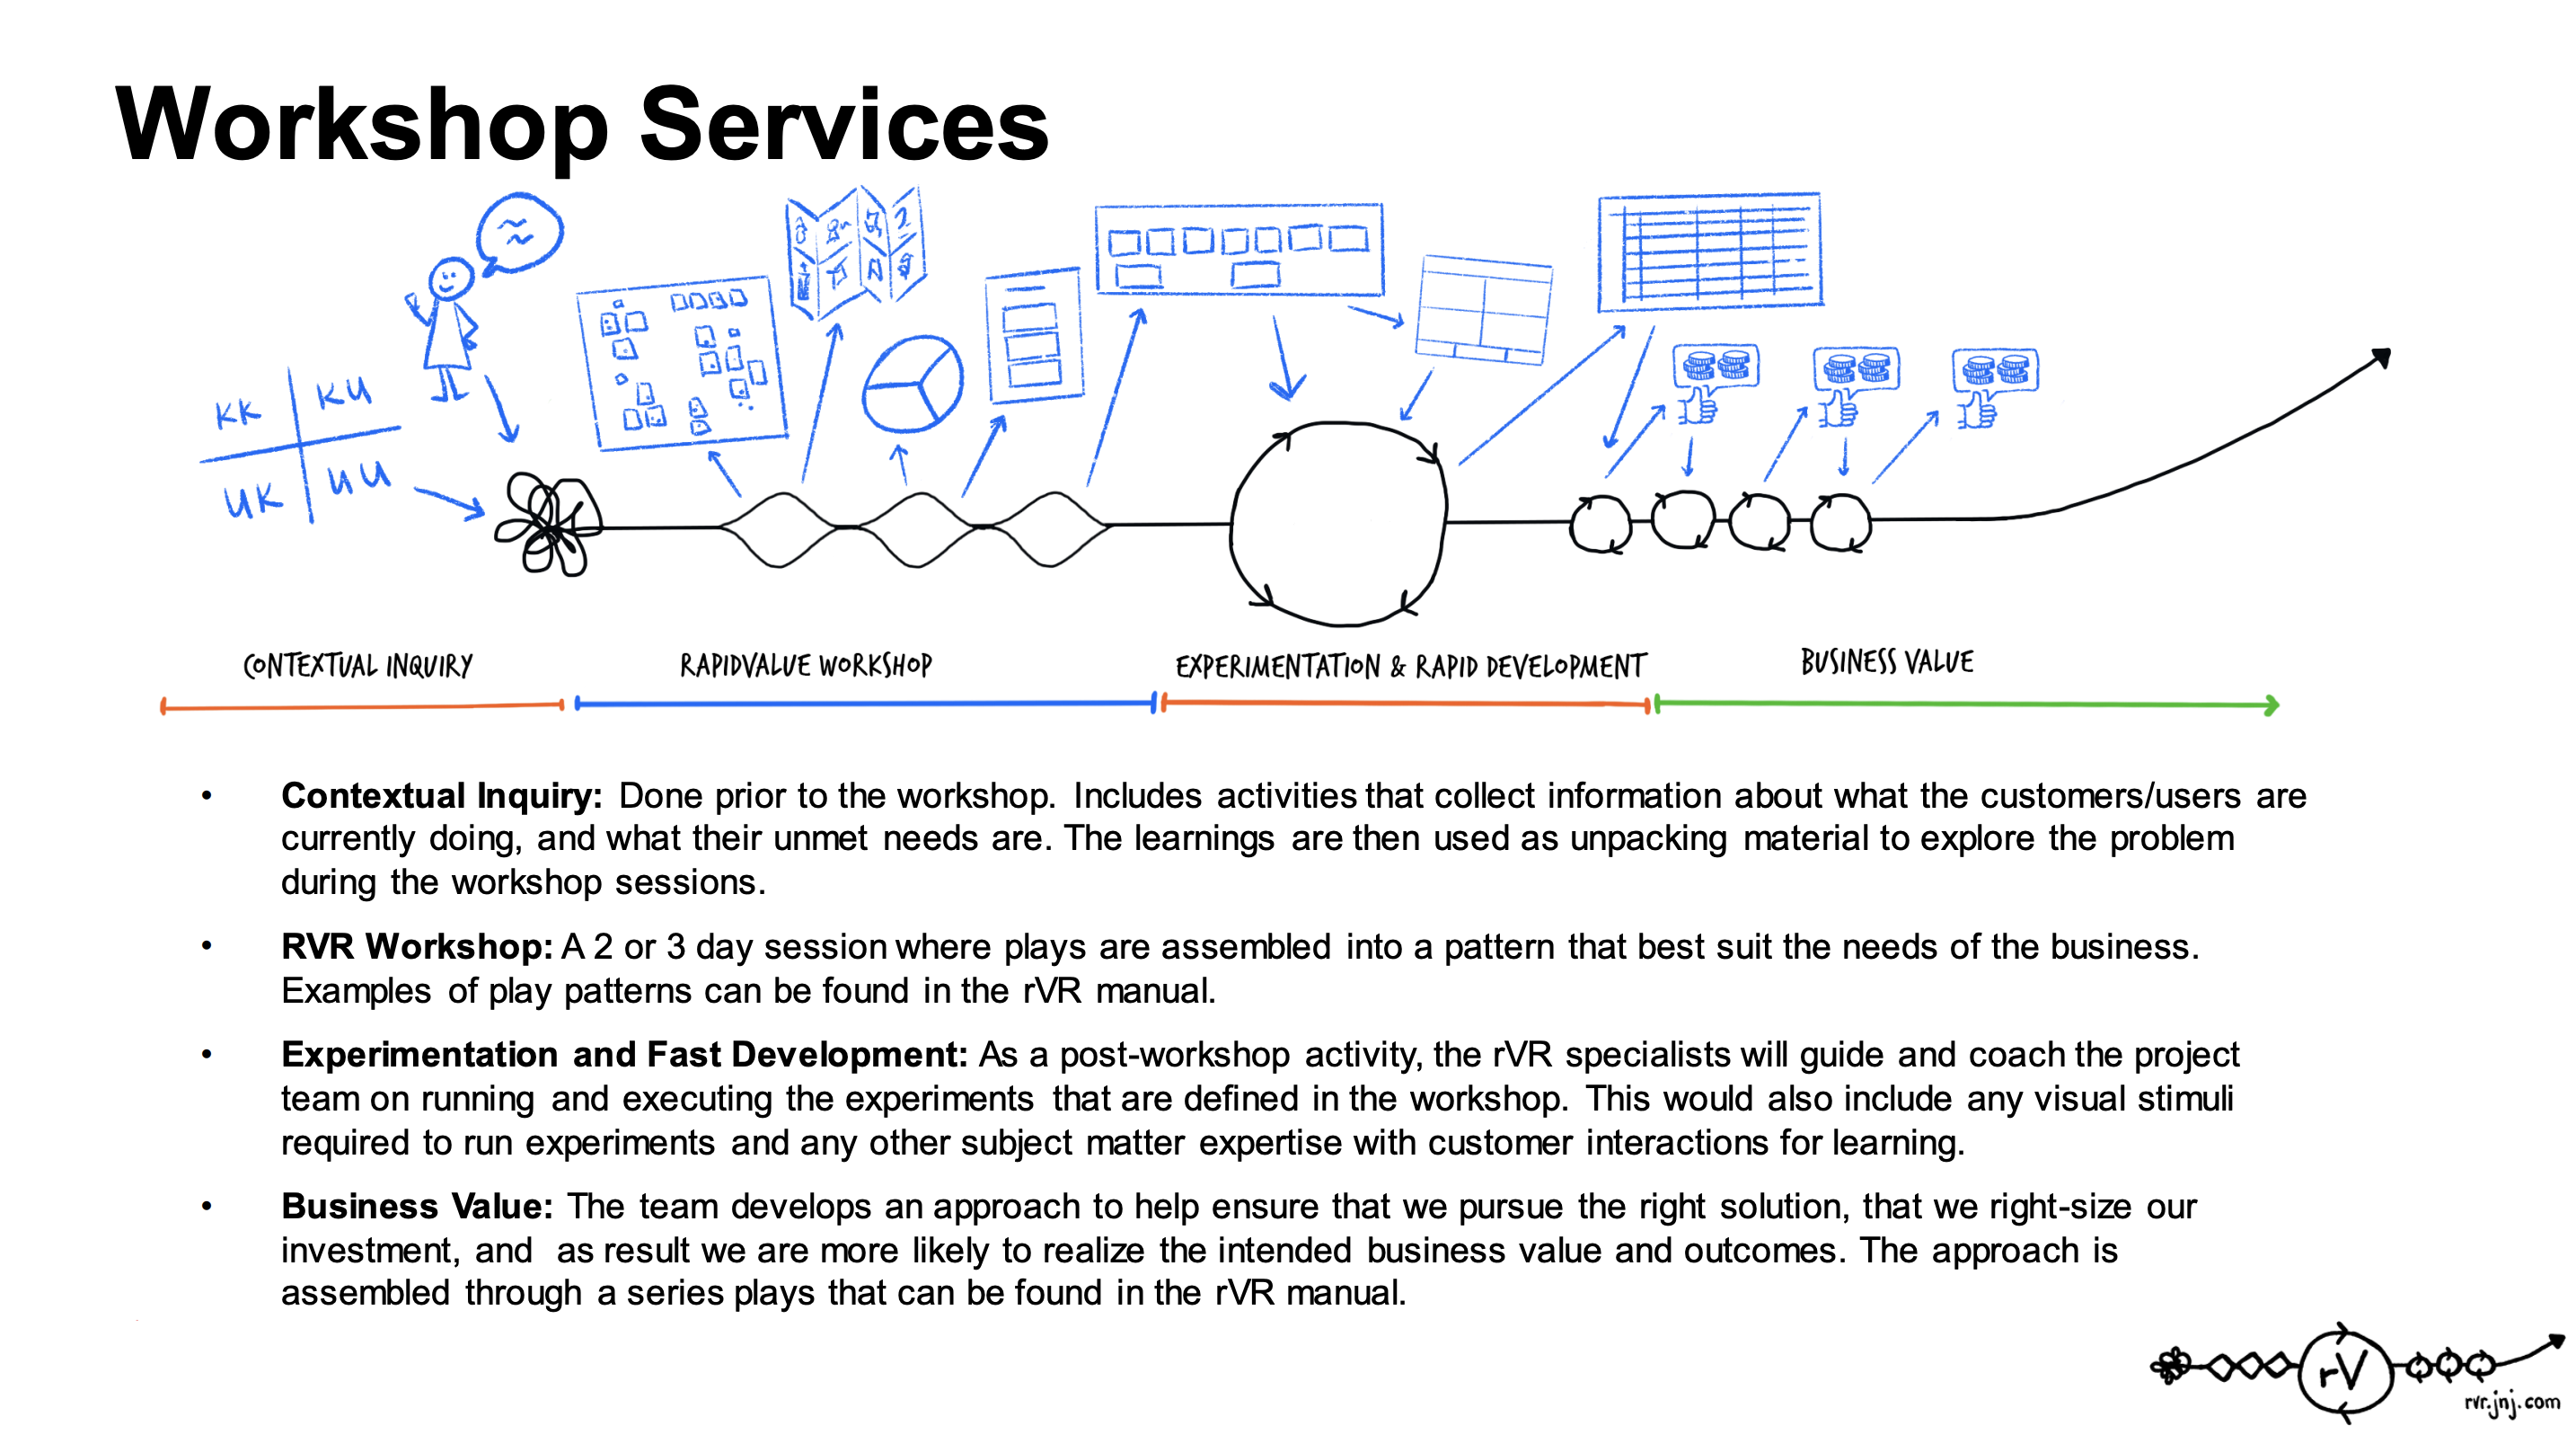 Workshop Services
KK
KU
UK
UU
CONTEXTUAL INQUIRY
RAPIDVALUE WORKSHOP
EXPERIMENTATION & RAPID DEVELOPMENT
BUSINESS VALUE
• Contextual Inquiry: Done prior to the workshop. Includes activities that collect information about what the customers/users are
currently doing, and what their unmet needs are. The learnings are then used as unpacking material to explore the problem
during the workshop sessions.
• RVR Workshop: A 2 or 3 day session where plays are assembled into a pattern that best suit the needs of the business.
Examples of play patterns can be found in the rVR manual.
• Experimentation and Fast Development: As a post-workshop activity, the rVR specialists will guide and coach the project
team on running and executing the experiments that are defined in the workshop. This would also include any visual stimuli
required to run experiments and any other subject matter expertise with customer interactions for learning.
• Business Value: The team develops an approach to help ensure that we pursue the right solution, that we right-size our
investment, and as result we are more likely to realize the intended business value and outcomes. The approach is
assembled through a series plays that can be found in the rVR manual.
rV
rvr.jnj.com